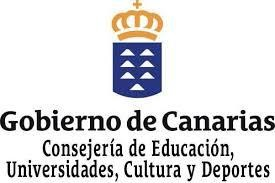 Gobierno de Canarias
Consejería de Educación,
Universidades, Cultura y Deportes